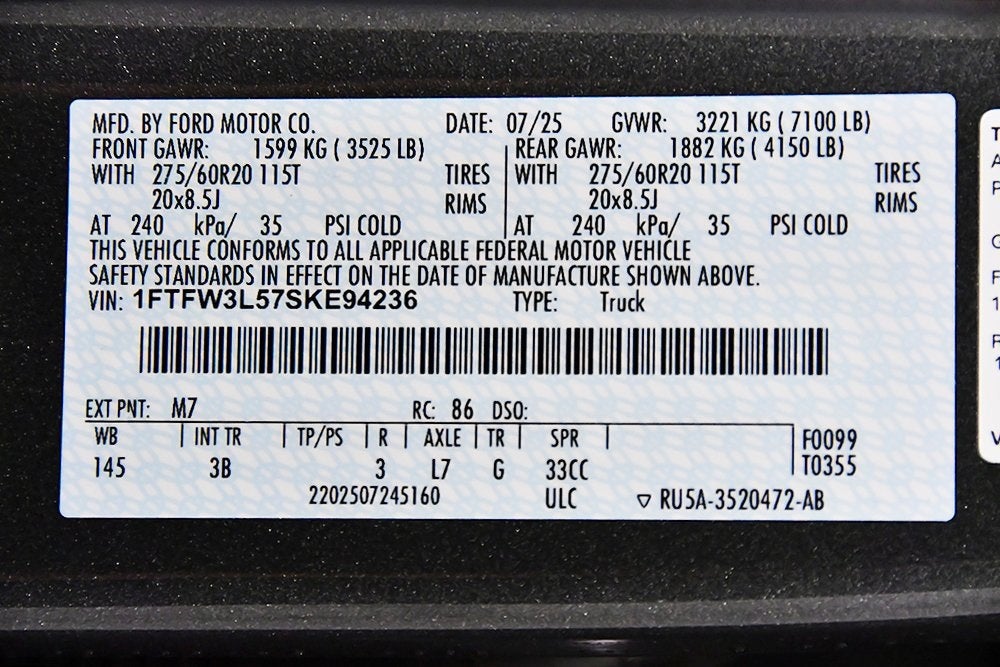 MFD. BY FORD MOTOR CO. DATE: 07/25 GVWR: 3221 KG ( 7100 LB)
FRONT GAWR: 1599 KG ( 3525 LB) REAR GAWR: 1882 KG ( 4150 LB)
WITH 275/60R20 115T TIRES WITH 275/60R20 115T TIRES
20x8.5J RIMS 20x8.5J RIMS
AT 240 kPa/ 35 PSI COLD AT 240 kPa/ 35 PSI COLD
THIS VEHICLE CONFORMS TO ALL APPLICABLE FEDERAL MOTOR VEHICLE
SAFETY STANDARDS IN EFFECT ON THE DATE OF MANUFACTURE SHOWN ABOVE.
VIN: 1FTFW3L57SKE94236 TYPE: Truck
EXT PNT: M7 RC: 86 DSO:
WB INT TR TP/PS R AXLE TR SPR F0099
145 3B 3 L7 G 33CC T0355
2202507245160 ULC ▽ RU5A-3520472-AB